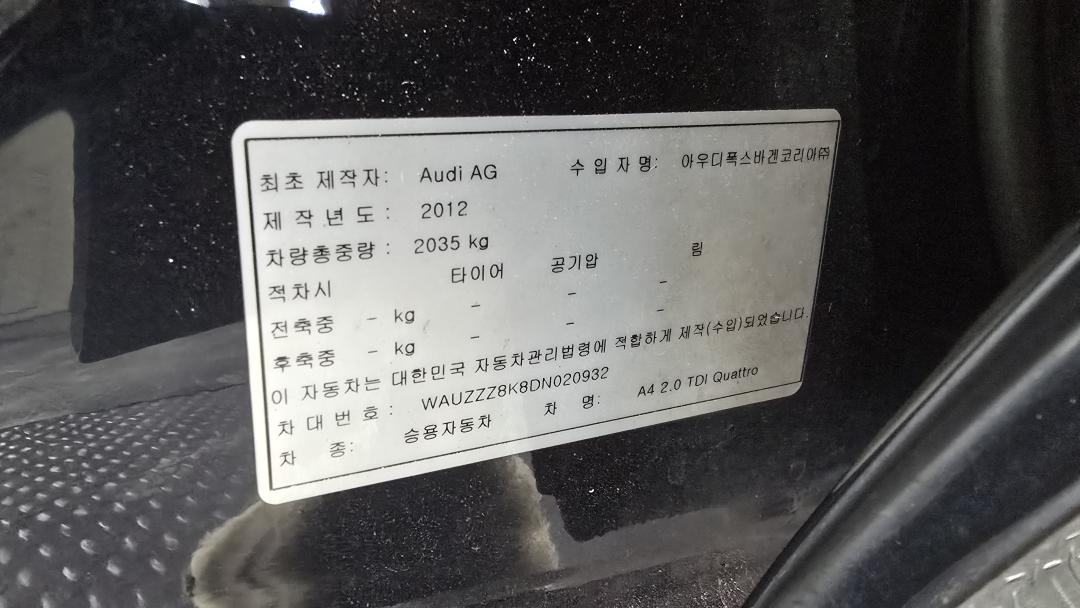 최초 제작자: Audi AG 수 입 자 명: 아우디폭스바겐코리아㈜
제 작 년 도 : 2012
차량총중량 : 2035 kg
적차시 타이어 공기압 림
전축중 - kg - - -
후축중 - kg - - -
이 자동차는 대한민국 자동차관리법령에 적합하게 제작(수입)되었습니다.
차 대 번 호 : WAUZZZ8K8DN020932
차 종: 승용자동차 차 명: A4 2.0 TDI Quattro